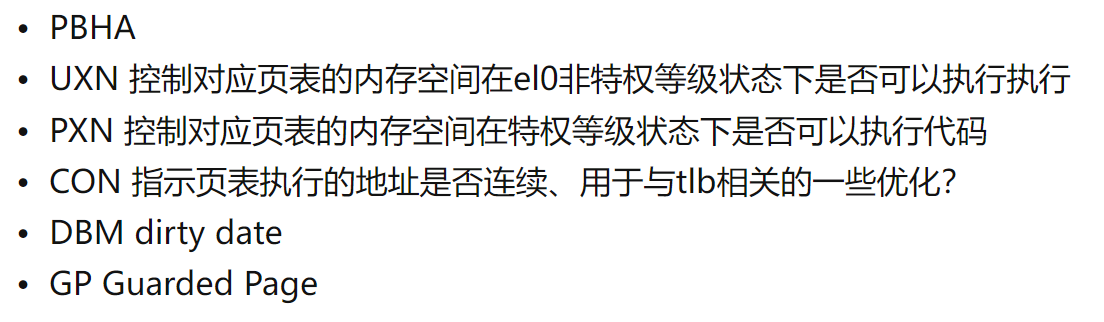 • PBHA
• UXN 控制对应页表的内存空间在el0非特权等级状态下是否可以执行执行
• PXN 控制对应页表的内存空间在特权等级状态下是否可以执行代码
• CON 指示页表执行的地址是否连续、用于与tlb相关的一些优化？
• DBM dirty date
• GP Guarded Page